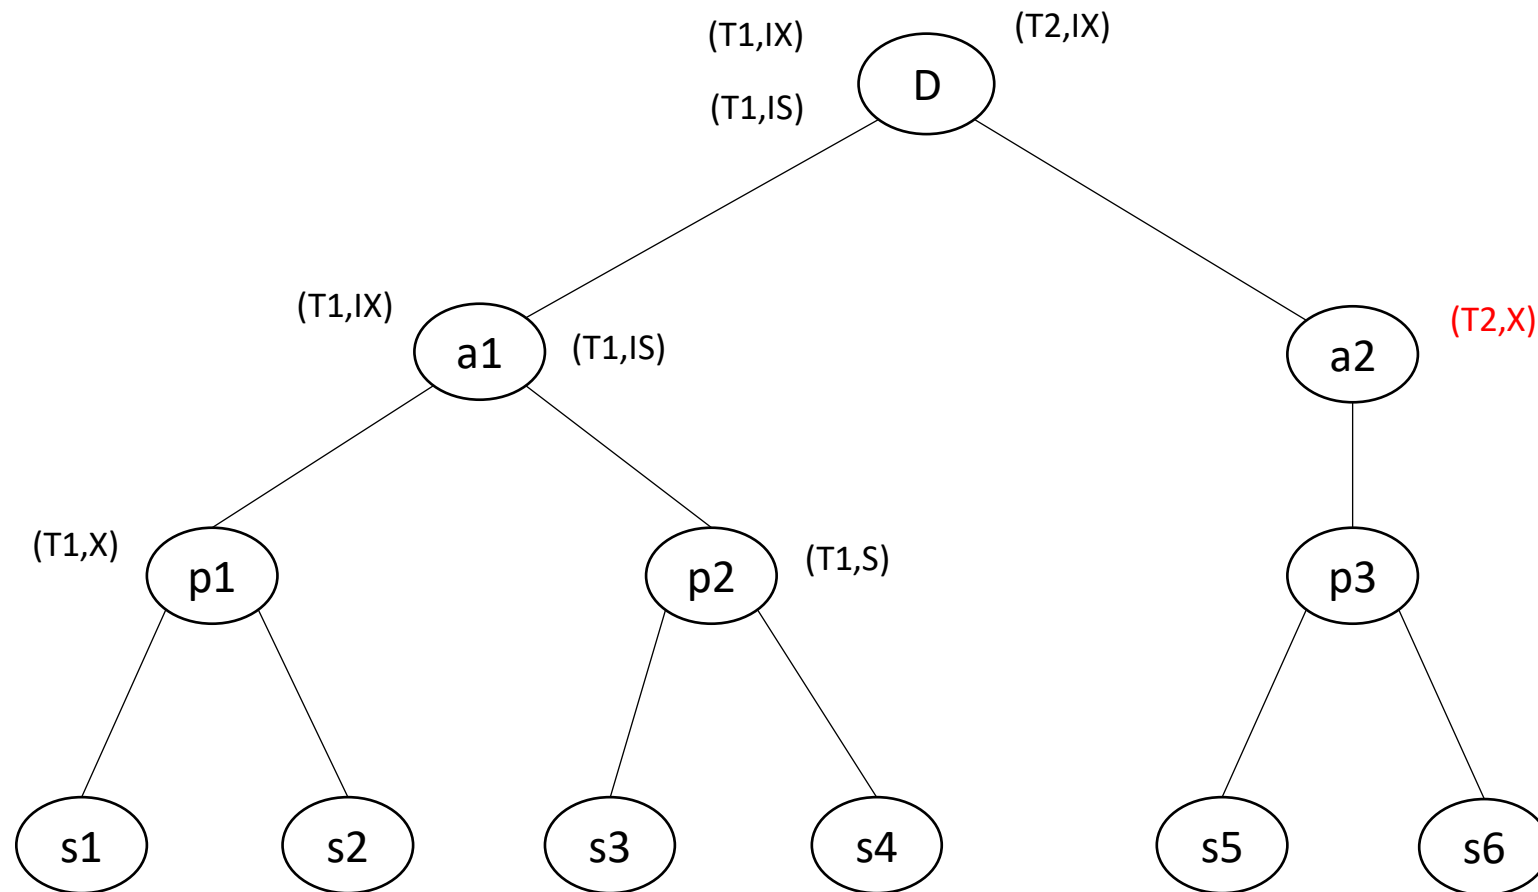 (T1,IX)
(T2,IX)
D
(T1,IS)
(T1,IX)
a1
(T1,IS)
a2
(T2,X)
(T1,X)
p1
p2
(T1,S)
p3
s1
s2
s3
s4
s5
s6